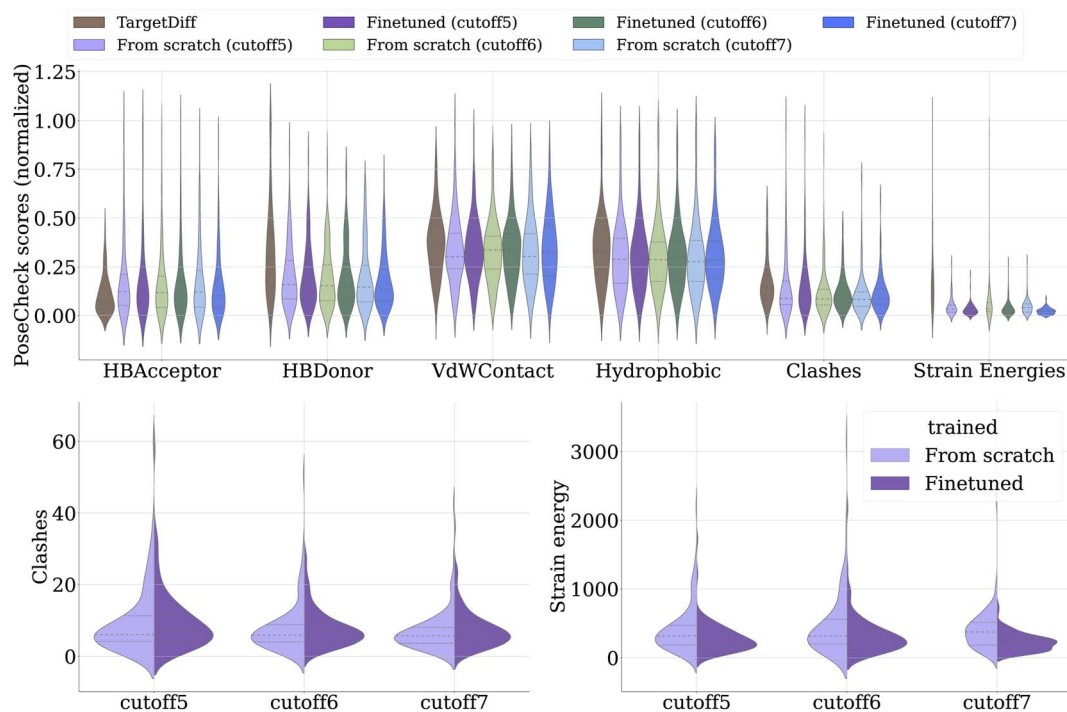 TargetDiff Finetuned (cutoff5) Finetuned (cutoff6) Finetuned (cutoff7)
From scratch (cutoff5) From scratch (cutoff6) From scratch (cutoff7)
PoseCheck scores (normalized)
1.25
1.00
0.75
0.50
0.25
0.00
HBAcceptor HBDonor VdWContact Hydrophobic Clashes Strain Energies
Clashes
60
40
20
0
cutoff5 cutoff6 cutoff7
Strain energy
3000
2000
1000
0
trained
From scratch
Finetuned
cutoff5 cutoff6 cutoff7